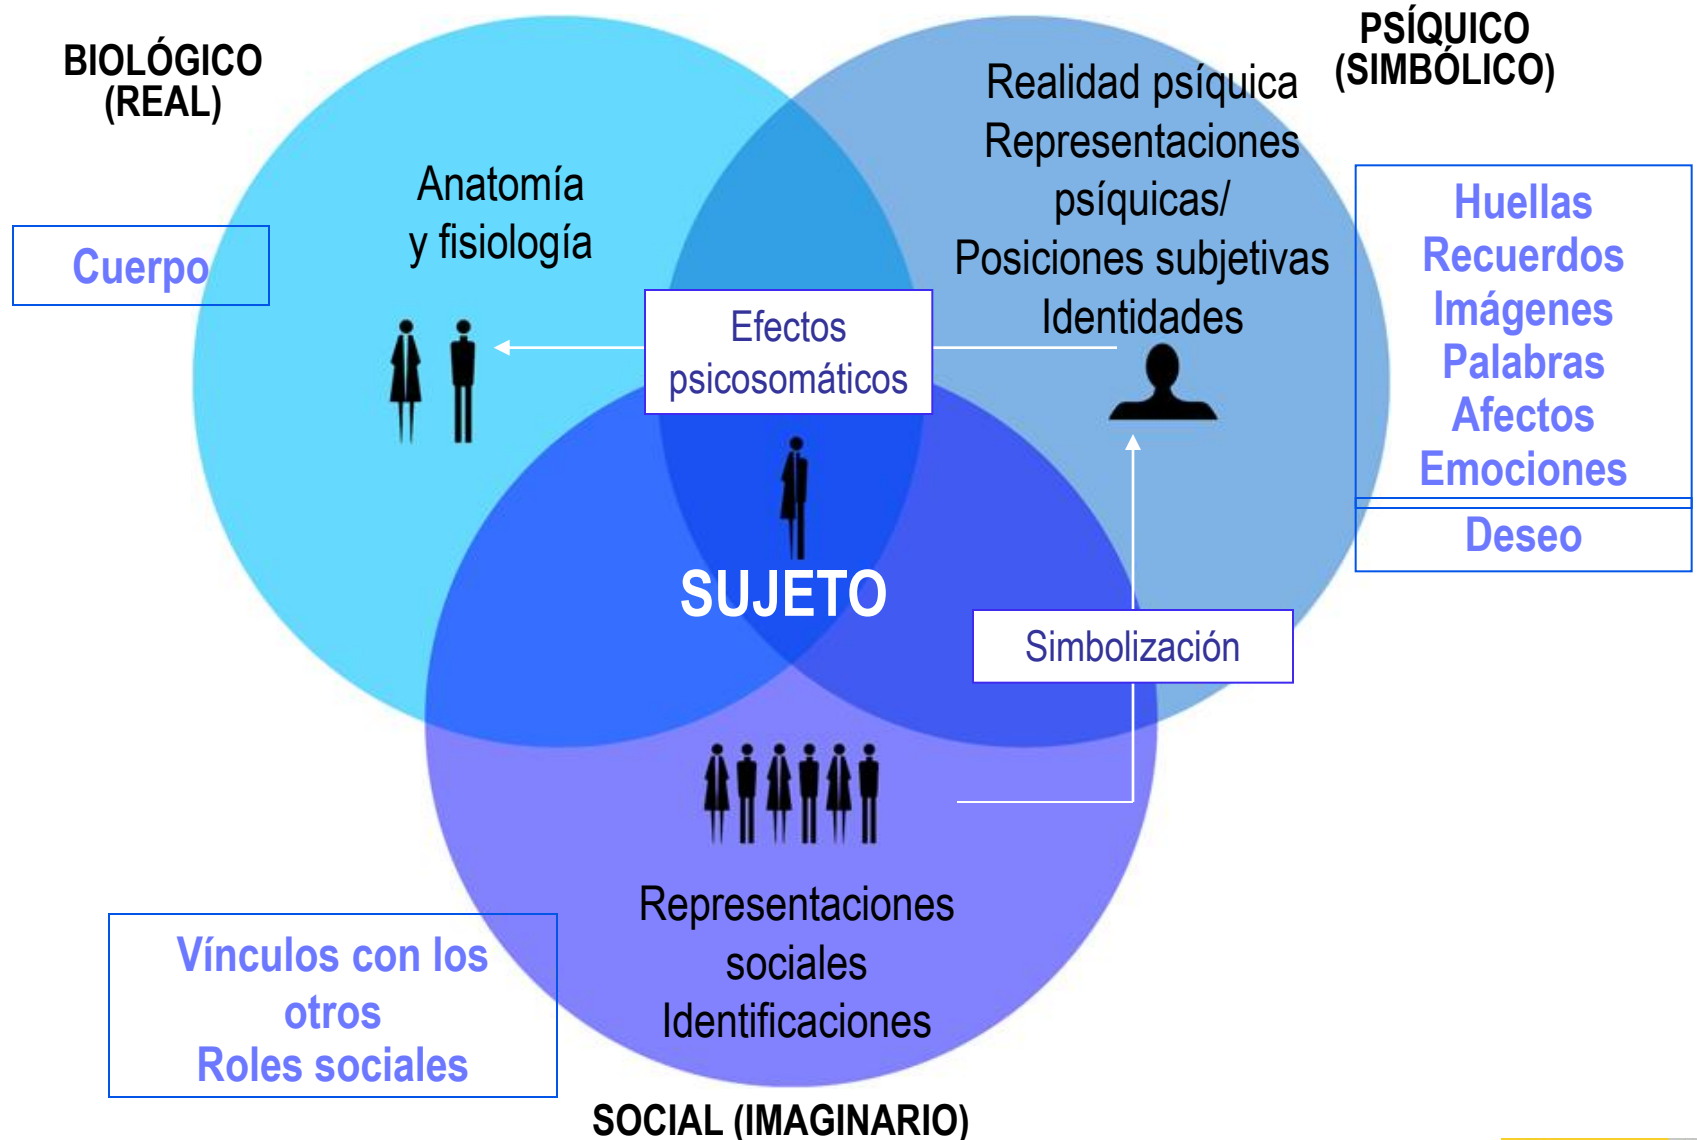 BIOLÓGICO
(REAL)
PSÍQUICO
(SIMBÓLICO)
Anatomía
y fisiología
Cuerpo
Realidad psíquica
Representaciones
psíquicas/
Posiciones subjetivas
Identidades
Huellas
Recuerdos
Imágenes
Palabras
Afectos
Emociones
Deseo
Efectos
psicosomáticos
SUJETO
Simbolización
Representaciones
sociales
Identificaciones
Vínculos con los
otros
Roles sociales
SOCIAL (IMAGINARIO)